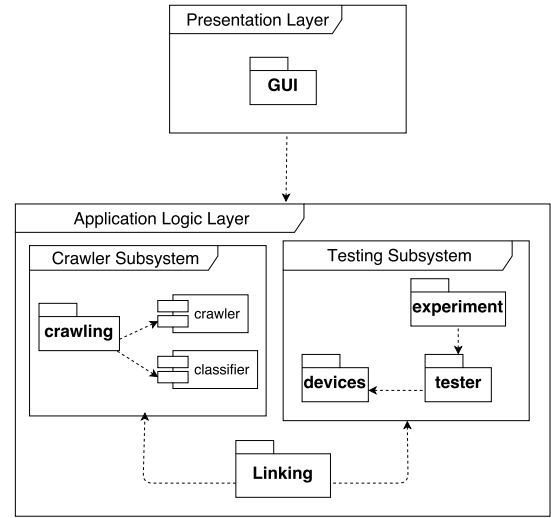 Presentation Layer
GUI
Application Logic Layer
Crawler Subsystem
crawling
crawler
classifier
Testing Subsystem
experiment
devices
tester
Linking